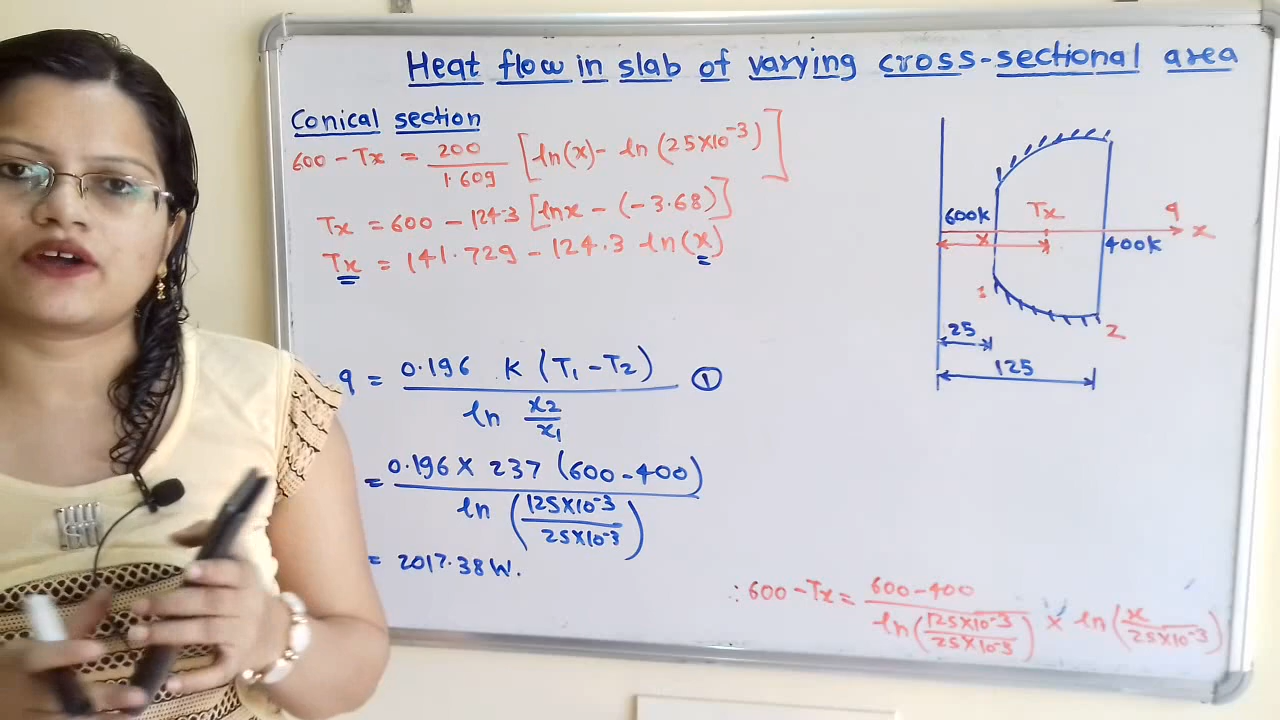 Heat flow in slab of varying cross-sectional area
Conical section
600 - Tx = 200 / 1.609 [ln(x) - ln(25×10⁻³)]
Tx = 600 - 124.3 [lnx - (-3.68)]
Tx = 141.729 - 124.3 ln(x)
q = 0.196 K (T₁-T₂) / ln x₂/x₁ ①
= 0.196 × 237 (600-400) / ln (125×10⁻³ / 25×10⁻³)
= 2017.38W.
600k
Tx
q
x
x
400k
1
2
25
125
∴ 600 - Tx = 600-400 / ln(125×10⁻³ / 25×10⁻³) × ln(x / 25×10⁻³)